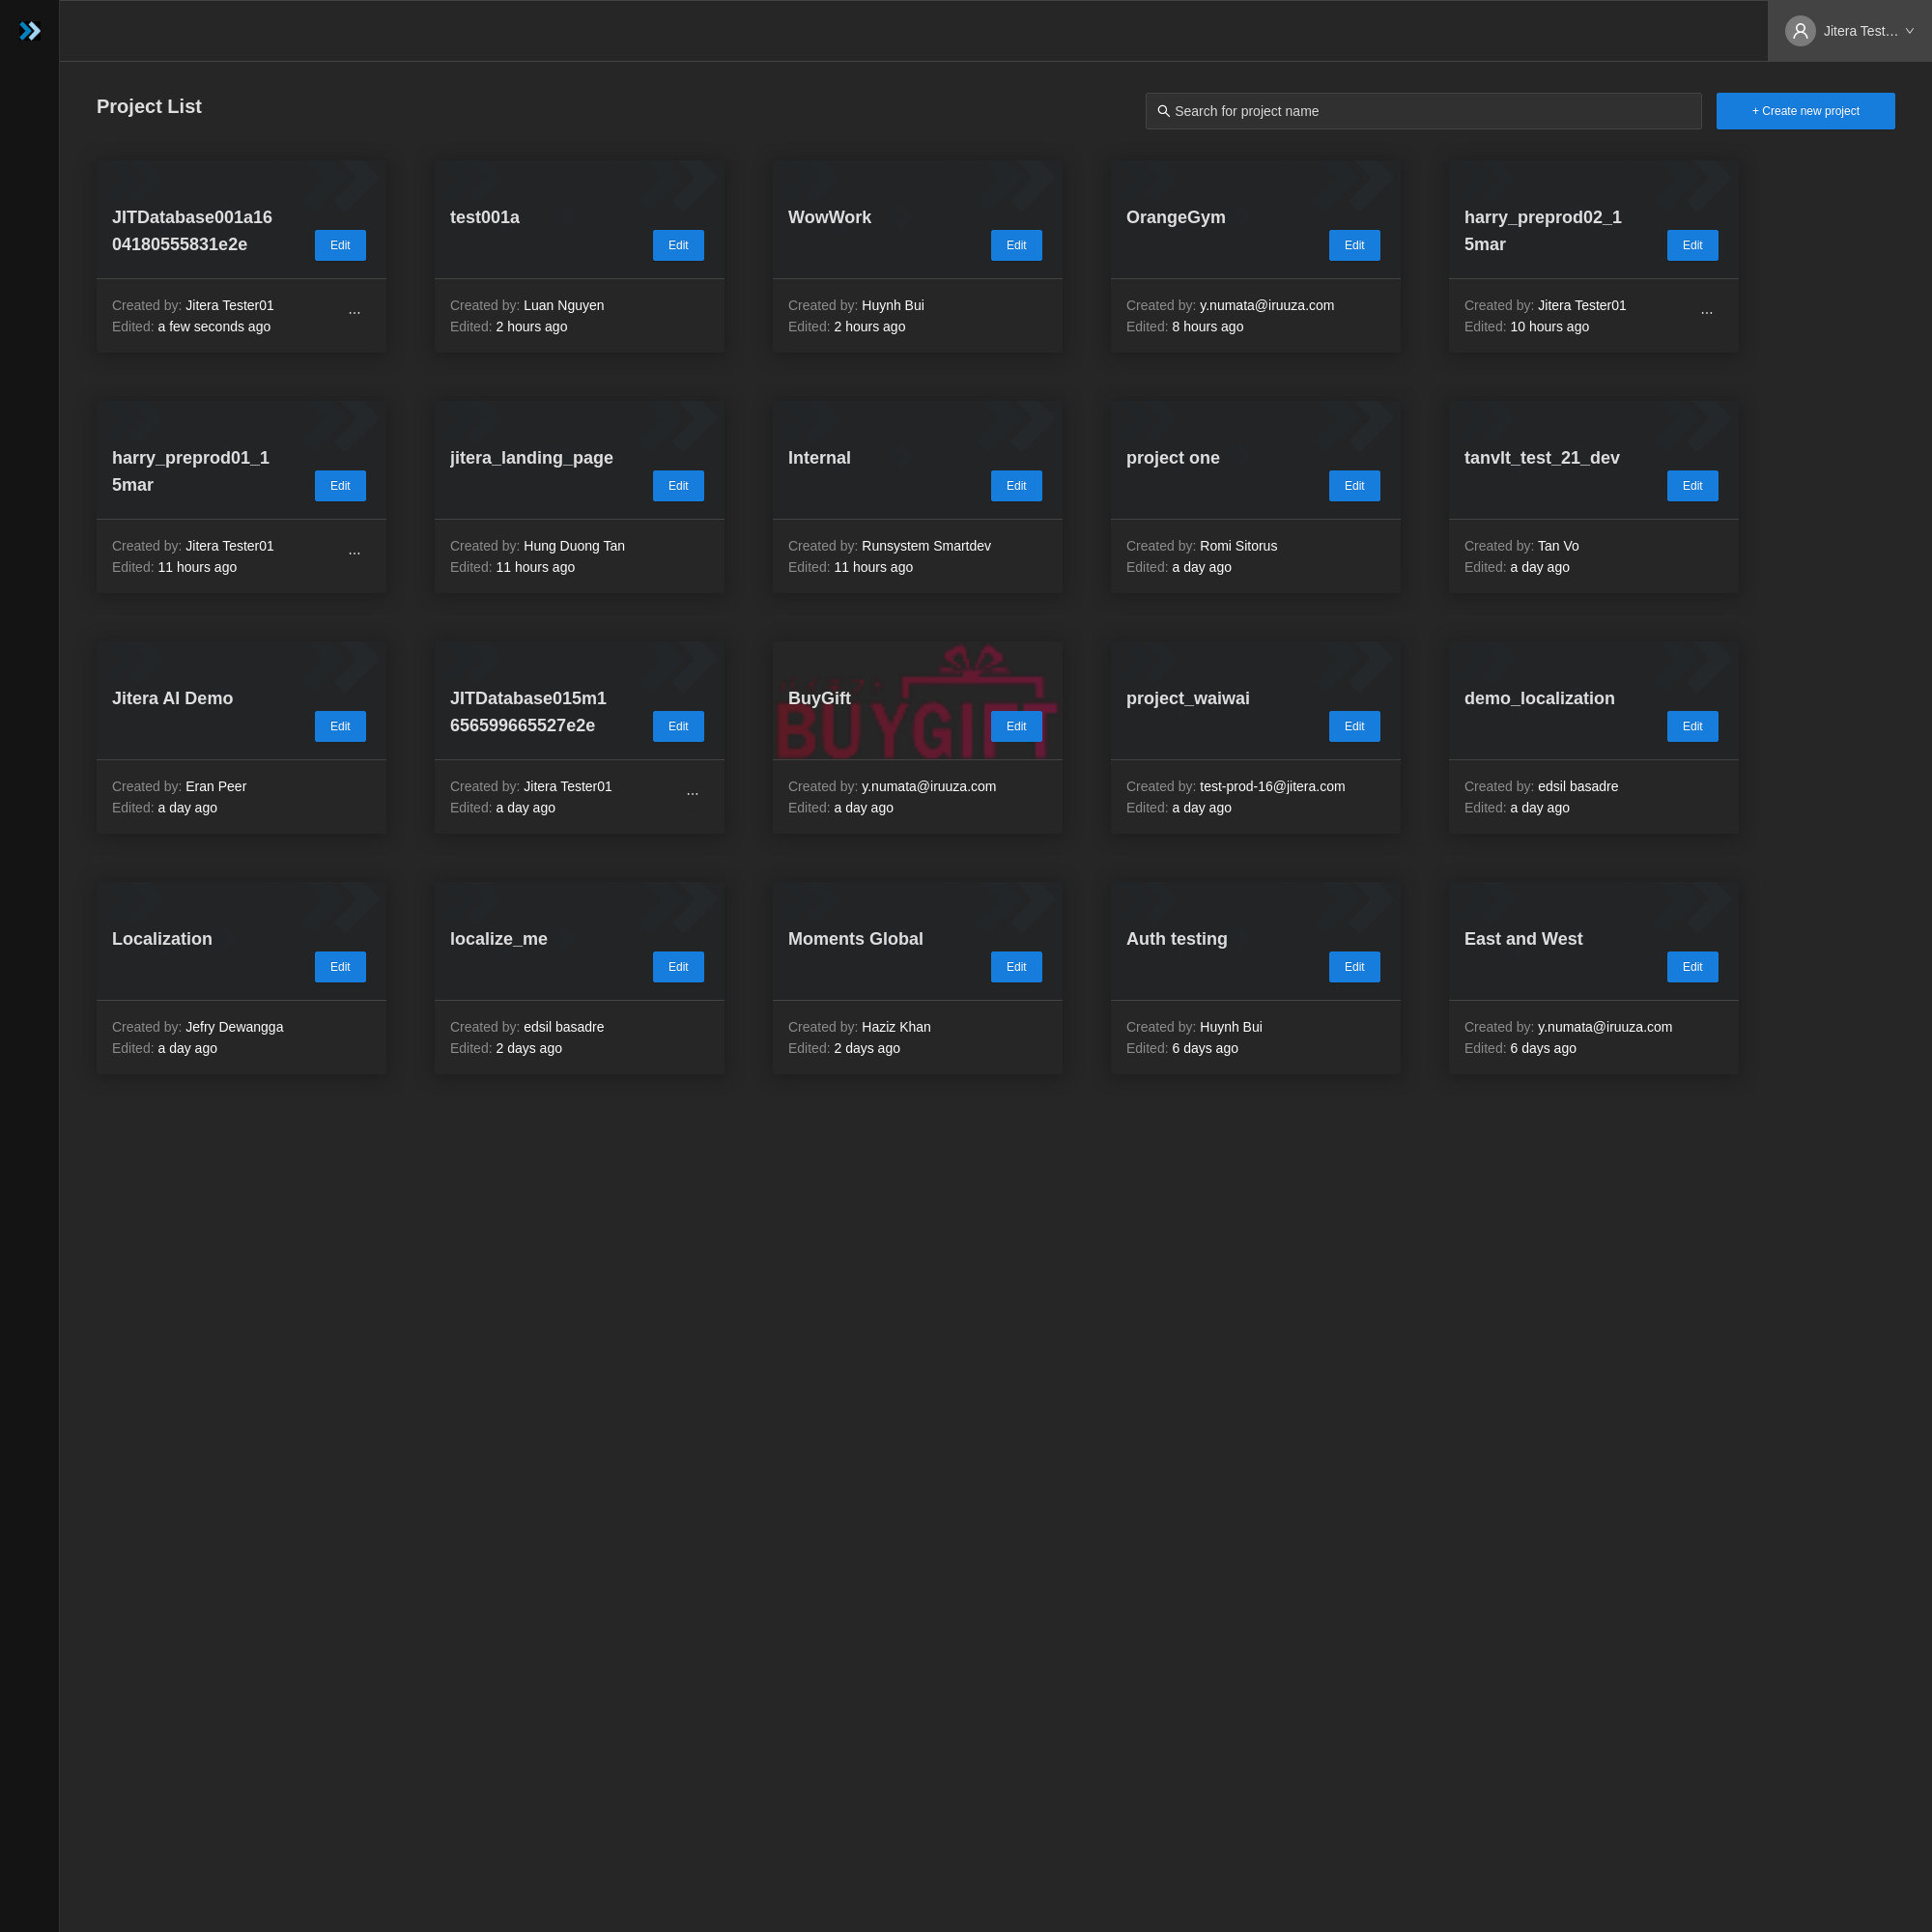 Jitera Test…
Project List
Search for project name
+ Create new project
JITDatabase001a16
04180555831e2e
Edit
Created by: Jitera Tester01
...
Edited: a few seconds ago
test001a
Edit
Created by: Luan Nguyen
Edited: 2 hours ago
WowWork
Edit
Created by: Huynh Bui
Edited: 2 hours ago
OrangeGym
Edit
Created by: y.numata@iruuza.com
Edited: 8 hours ago
harry_preprod02_1
5mar
Edit
Created by: Jitera Tester01
...
Edited: 10 hours ago
harry_preprod01_1
5mar
Edit
Created by: Jitera Tester01
...
Edited: 11 hours ago
jitera_landing_page
Edit
Created by: Hung Duong Tan
Edited: 11 hours ago
Internal
Edit
Created by: Runsystem Smartdev
Edited: 11 hours ago
project one
Edit
Created by: Romi Sitorus
Edited: a day ago
tanvlt_test_21_dev
Edit
Created by: Tan Vo
Edited: a day ago
Jitera AI Demo
Edit
Created by: Eran Peer
Edited: a day ago
JITDatabase015m1
656599665527e2e
Edit
Created by: Jitera Tester01
...
Edited: a day ago
BuyGift
BUYGIFT
Edit
Created by: y.numata@iruuza.com
Edited: a day ago
project_waiwai
Edit
Created by: test-prod-16@jitera.com
Edited: a day ago
demo_localization
Edit
Created by: edsil basadre
Edited: a day ago
Localization
Edit
Created by: Jefry Dewangga
Edited: a day ago
localize_me
Edit
Created by: edsil basadre
Edited: 2 days ago
Moments Global
Edit
Created by: Haziz Khan
Edited: 2 days ago
Auth testing
Edit
Created by: Huynh Bui
Edited: 6 days ago
East and West
Edit
Created by: y.numata@iruuza.com
Edited: 6 days ago